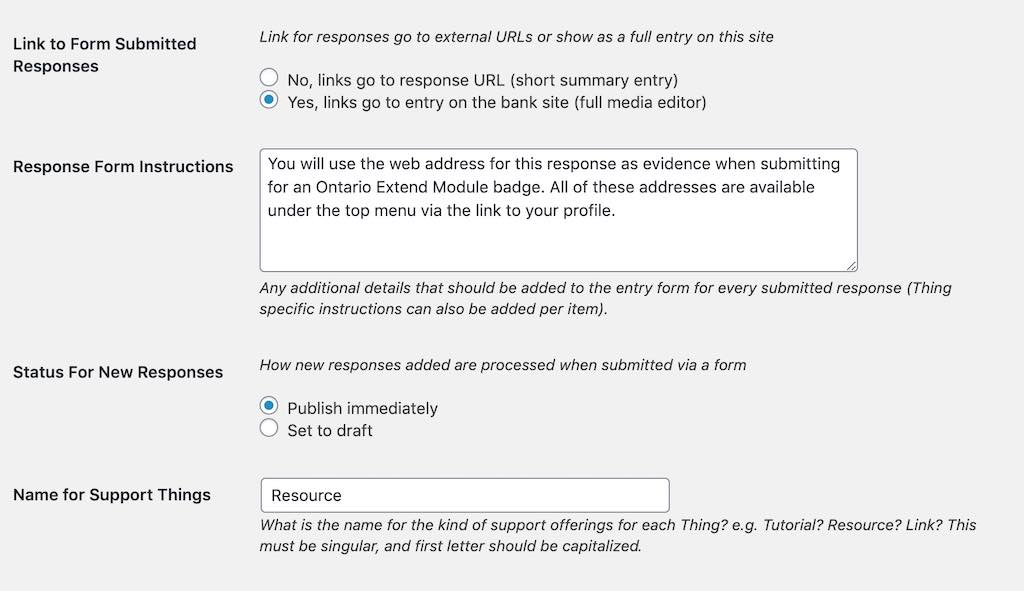 Link to Form Submitted
Responses
Link for responses go to external URLs or show as a full entry on this site
No, links go to response URL (short summary entry)
Yes, links go to entry on the bank site (full media editor)
Response Form Instructions
You will use the web address for this response as evidence when submitting
for an Ontario Extend Module badge. All of these addresses are available
under the top menu via the link to your profile.
Any additional details that should be added to the entry form for every submitted response (Thing
specific instructions can also be added per item).
Status For New Responses
How new responses added are processed when submitted via a form
Publish immediately
Set to draft
Name for Support Things
Resource
What is the name for the kind of support offerings for each Thing? e.g. Tutorial? Resource? Link? This
must be singular, and first letter should be capitalized.